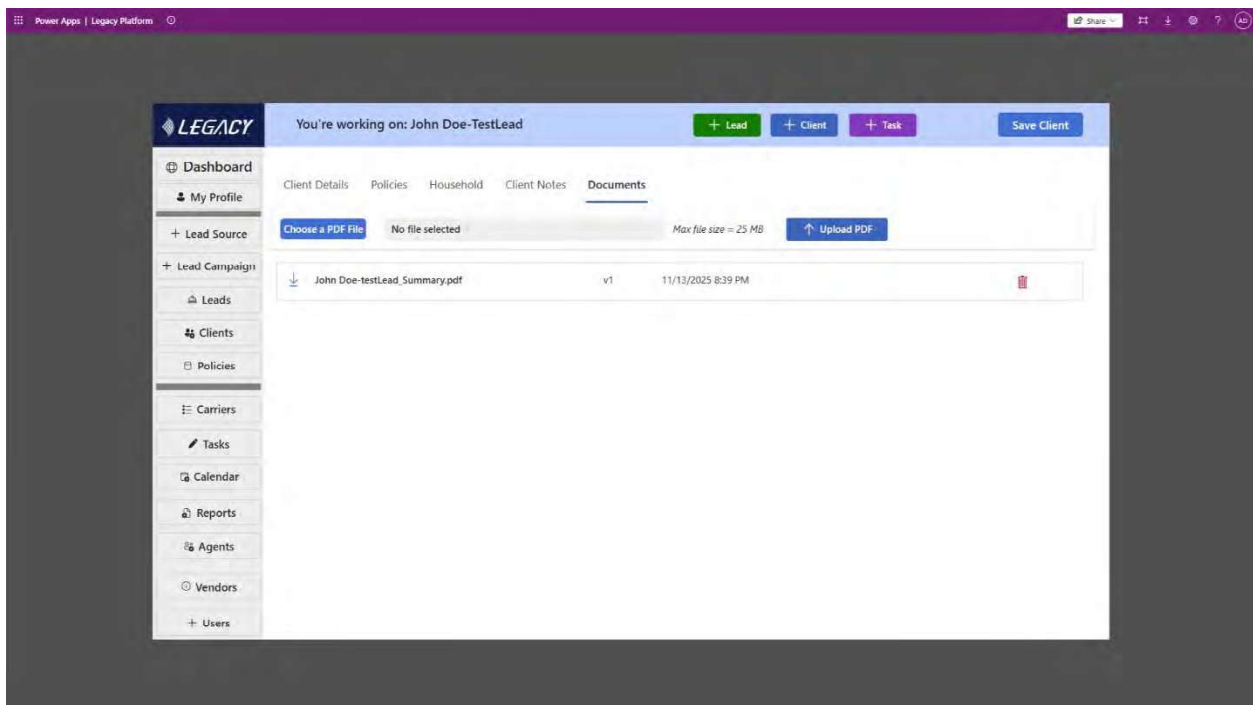 Power Apps | Legacy Platform
Share
?
AD
LEGACY
You're working on: John Doe-TestLead
+ Lead
+ Client
+ Task
Save Client
Dashboard
My Profile
+ Lead Source
+ Lead Campaign
Leads
Clients
Policies
Carriers
Tasks
Calendar
Reports
Agents
Vendors
+ Users
Client Details
Policies
Household
Client Notes
Documents
Choose a PDF File
No file selected
Max file size = 25 MB
Upload PDF
John Doe-testLead_Summary.pdf
v1
11/13/2025 8:39 PM